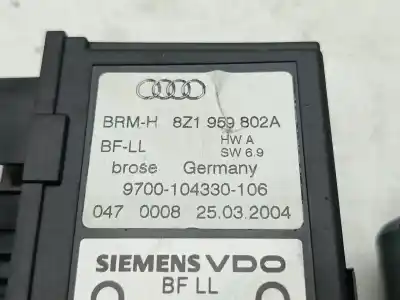 BRM-H 8Z1 959 802A
BF-LL HW A
SW 6.9
brose Germany
9700-104330-106
047 0008 25.03.2004
SIEMENS VDO
BF LL